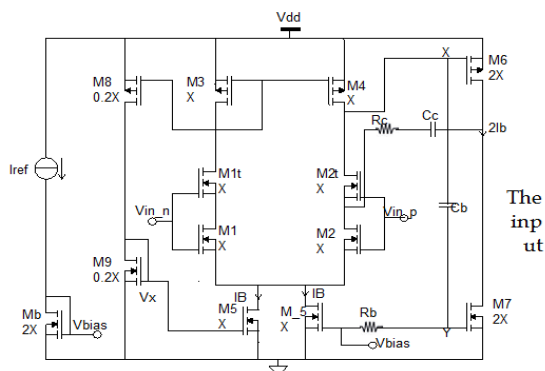 Vdd
X
M6
2X
M8
0.2X
M3
X
M4
X
Rc
Cc
2Ib
Iref
M1t
X
M2t
X
Vin_n
Vin_p
M1
X
M2
X
Cb
The
inp
ut
M9
0.2X
Vx
IB
IB
M5
X
M_5
X
Rb
M7
2X
Mb
2X
Vbias
Vbias
Y